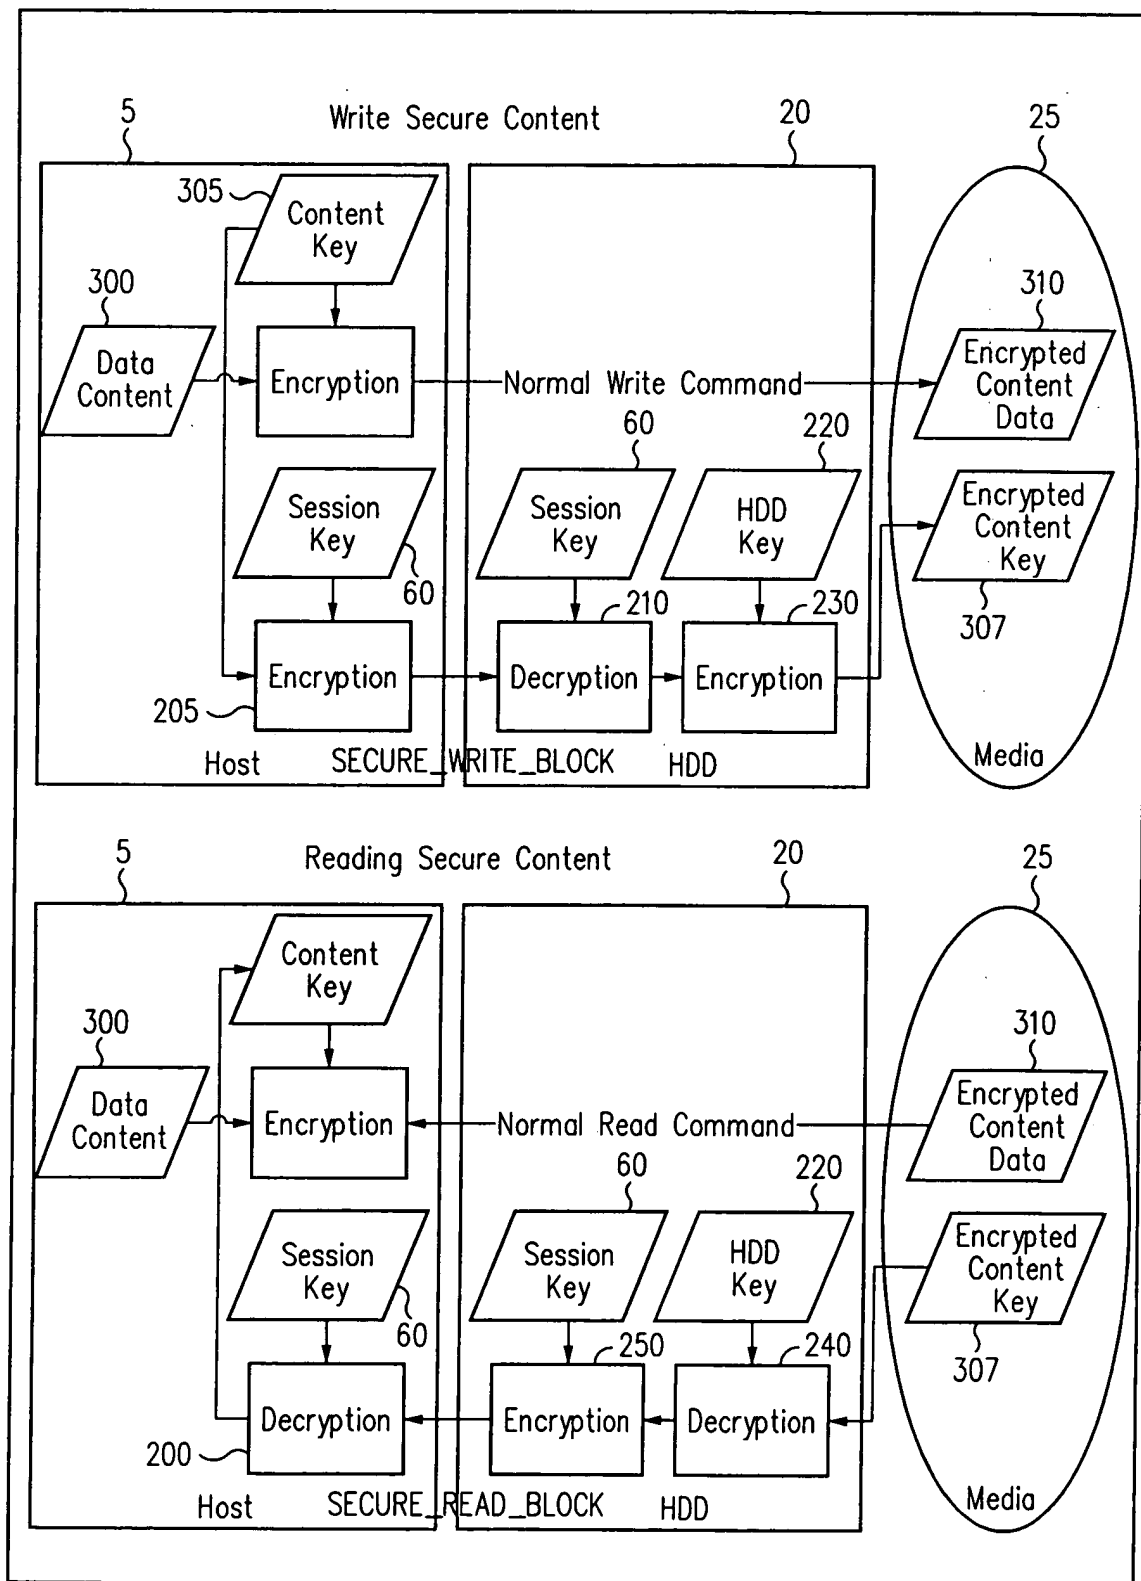 Write Secure Content
5
20
25
305
Content
Key
300
310
Data
Content
Encryption
Normal Write Command
Encrypted
Content
Data
60
220
Session
Key
Session
Key
HDD
Key
Encrypted
Content
Key
60
210
230
307
Encryption
Decryption
Encryption
205
Host
SECURE_WRITE_BLOCK
HDD
Media
Reading Secure Content
5
20
25
Content
Key
300
310
Data
Content
Encryption
Normal Read Command
Encrypted
Content
Data
60
220
Session
Key
Session
Key
HDD
Key
Encrypted
Content
Key
60
250
240
307
Decryption
Encryption
Decryption
200
Host
SECURE_READ_BLOCK
HDD
Media